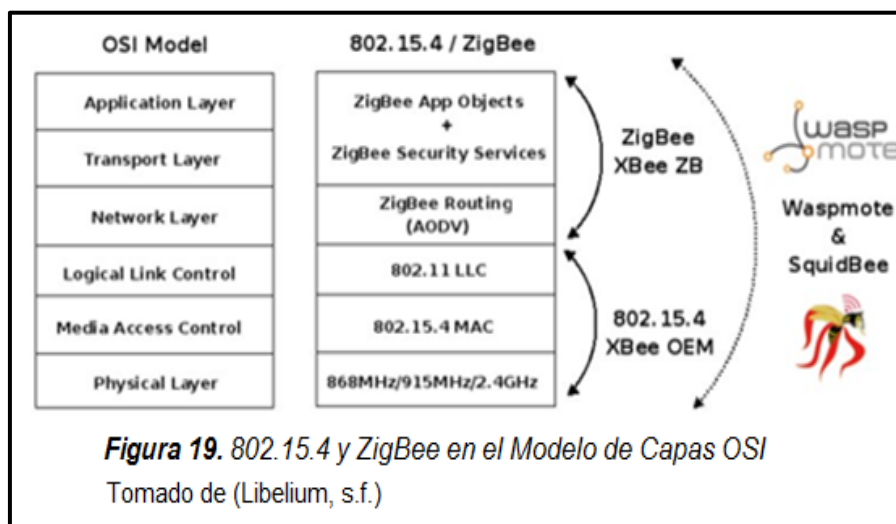 OSI Model
802.15.4 / ZigBee
Application Layer
Transport Layer
Network Layer
Logical Link Control
Media Access Control
Physical Layer
ZigBee App Objects
+
ZigBee Security Services
ZigBee Routing
(AODV)
802.11 LLC
802.15.4 MAC
868MHz/915MHz/2.4GHz
ZigBee
XBee ZB
802.15.4
XBee OEM
wasp
mote
Waspmote
&
SquidBee
Figura 19. 802.15.4 y ZigBee en el Modelo de Capas OSI
Tomado de (Libelium, s.f.)